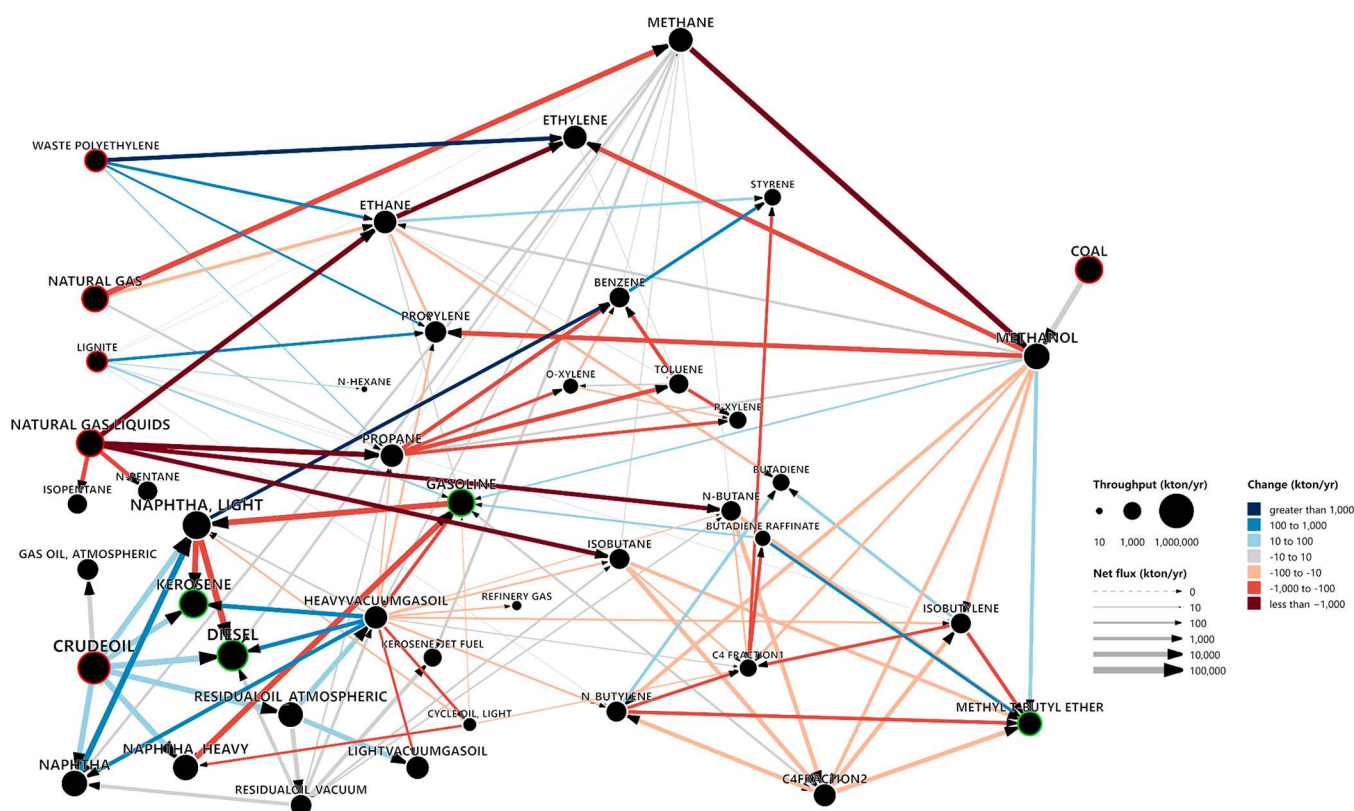 METHANE
ETHYLENE
WASTE POLYETHYLENE
STYRENE
ETHANE
COAL
NATURAL GAS
BENZENE
PROPYLENE
METHANOL
LIGNITE
N-HEXANE
O-XYLENE
TOLUENE
P-XYLENE
NATURAL GAS LIQUIDS
PROPANE
BUTADIENE
N-PENTANE
ISOPENTANE
GASOLINE
N-BUTANE
NAPHTHA, LIGHT
BUTADIENE RAFFINATE
ISOBUTANE
GAS OIL, ATMOSPHERIC
KEROSENE
HEAVYVACUUMGASOIL
REFINERY GAS
ISOBUTYLENE
CRUDEOIL
DIESEL
KEROSENE/JET FUEL
C4 FRACTION1
RESIDUALOIL_ATMOSPHERIC
N_BUTYLENE
METHYL T-BUTYL ETHER
CYCLE OIL, LIGHT
NAPHTHA, HEAVY
LIGHTVACUUMGASOIL
NAPHTHA
C4FRACTION2
RESIDUALOIL_VACUUM
Throughput (kton/yr)
10 1,000 1,000,000
Net flux (kton/yr)
0
10
100
1,000
10,000
100,000
Change (kton/yr)
greater than 1,000
100 to 1,000
10 to 100
-10 to 10
-100 to -10
-1,000 to -100
less than −1,000